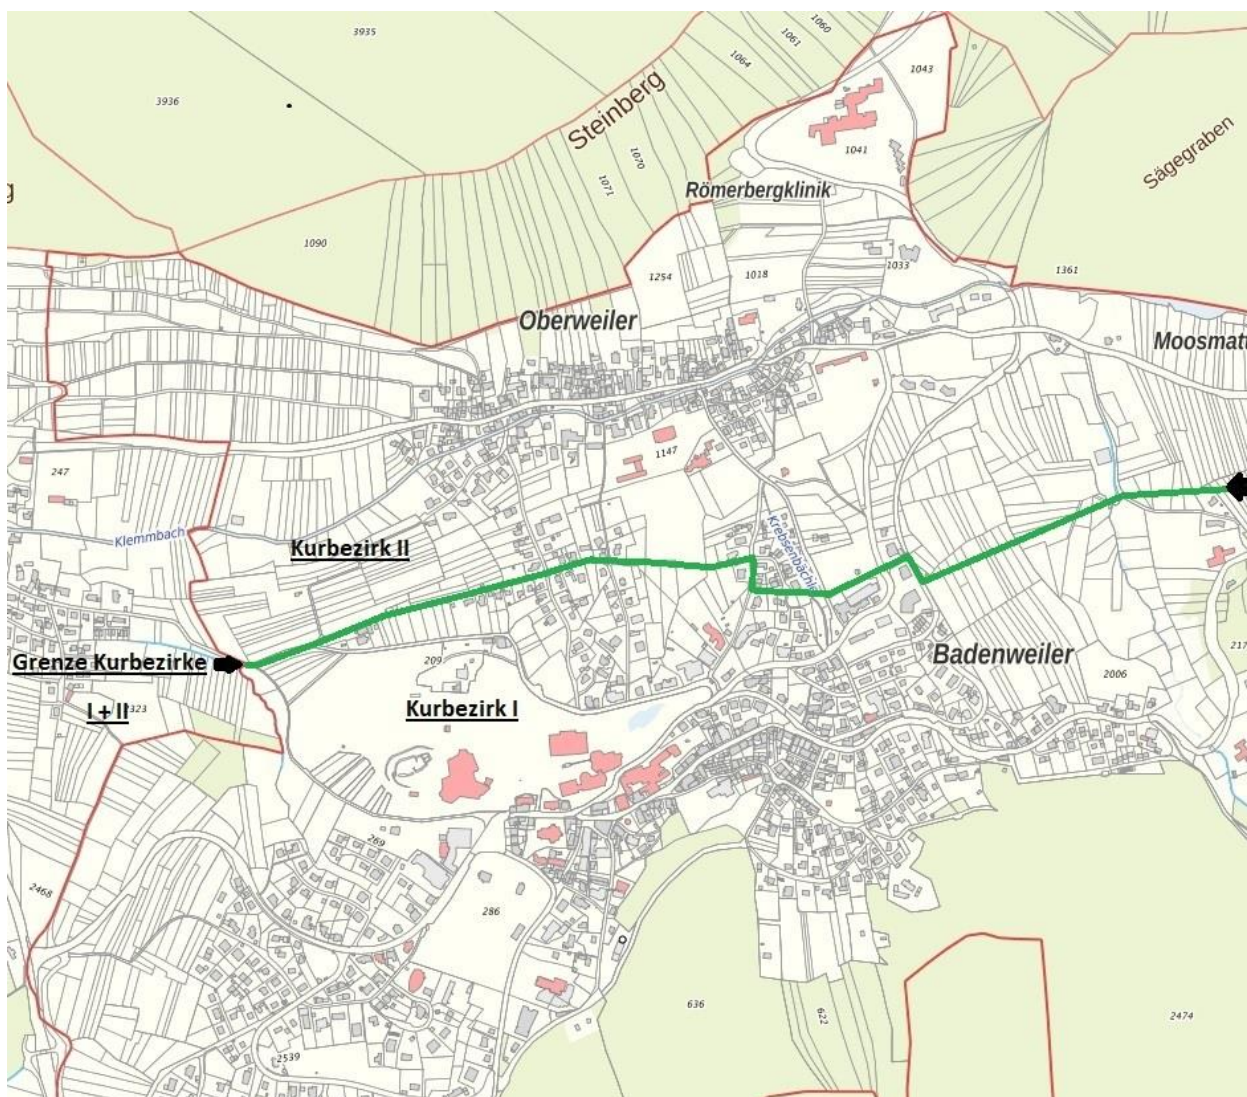 3935
1060
1061
1064
1043
3936
Steinberg
1070
1041
Sägegraben
1071
Römerbergklinik
g
1090
1254
1018
1033
1361
Oberweiler
Moosmatt
247
1147
Klemmbach
Kurbezirk II
Krebsenbächle
Grenze Kurbezirke
209
Badenweiler
217
2006
I + II
323
Kurbezirk I
269
2468
286
636
622
2474
2539